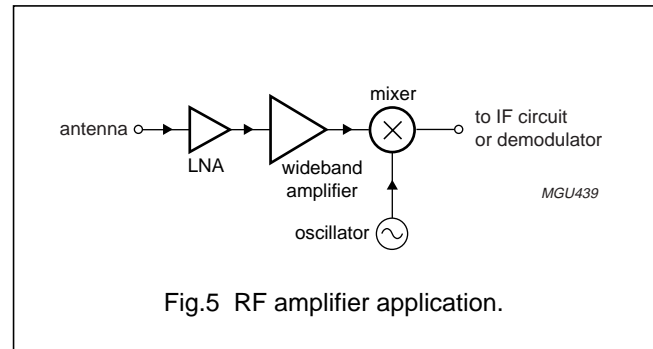 mixer
antenna
to IF circuit
or demodulator
LNA
wideband
amplifier
MGU439
oscillator
Fig.5 RF amplifier application.